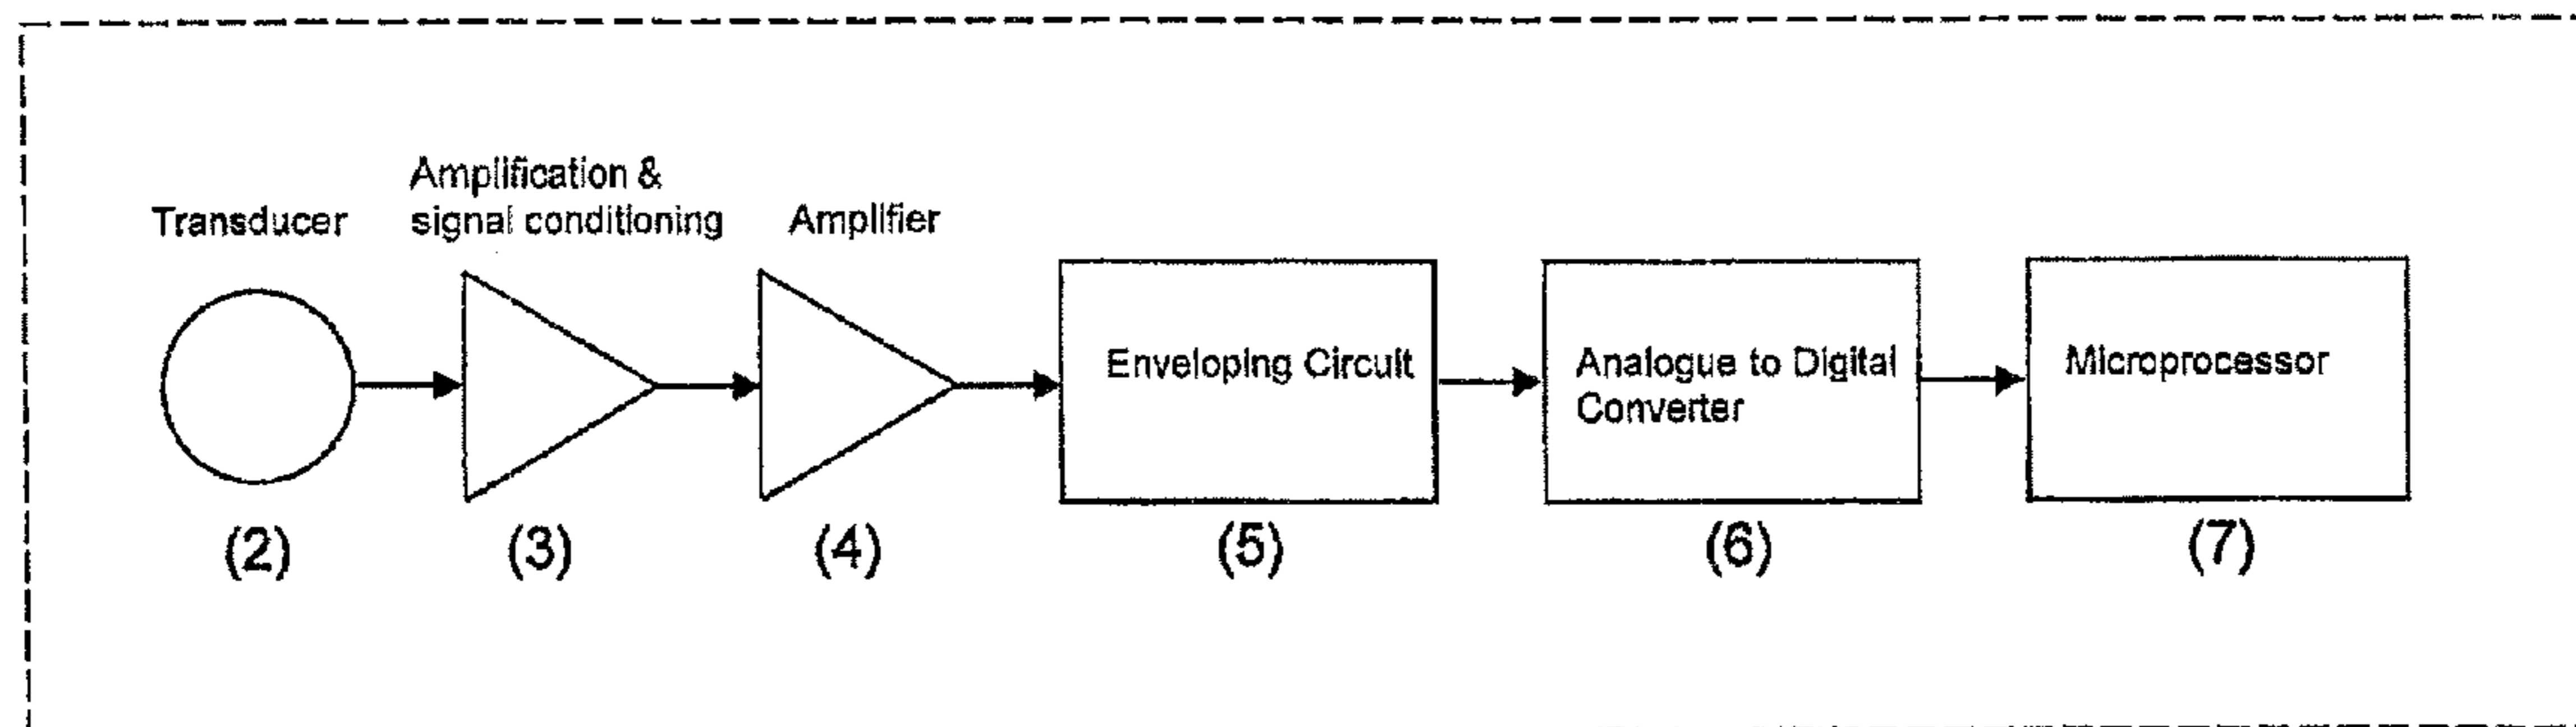 Transducer
Amplification &
signal conditioning
Amplifier
Enveloping Circuit
Analogue to Digital
Converter
Microprocessor
(2)
(3)
(4)
(5)
(6)
(7)